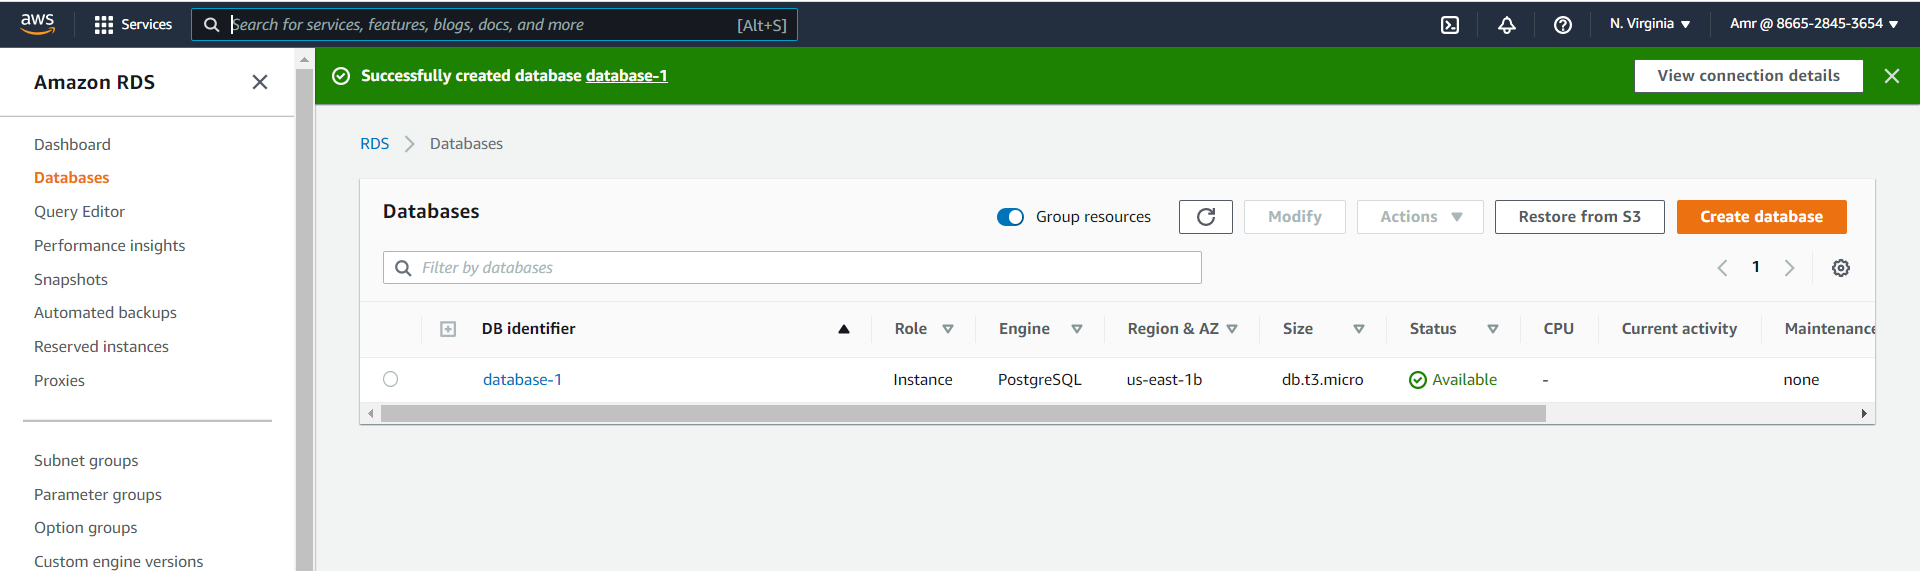 aws
Services
Search for services, features, blogs, docs, and more
[Alt+S]
N. Virginia
Amr @ 8665-2845-3654
Amazon RDS
Successfully created database database-1
View connection details
Dashboard
Databases
Query Editor
Performance insights
Snapshots
Automated backups
Reserved instances
Proxies
Subnet groups
Parameter groups
Option groups
Custom engine versions
RDS
Databases
Databases
Group resources
Modify
Actions
Restore from S3
Create database
Filter by databases
1
DB identifier
Role
Engine
Region & AZ
Size
Status
CPU
Current activity
Maintenance
database-1
Instance
PostgreSQL
us-east-1b
db.t3.micro
Available
-
none